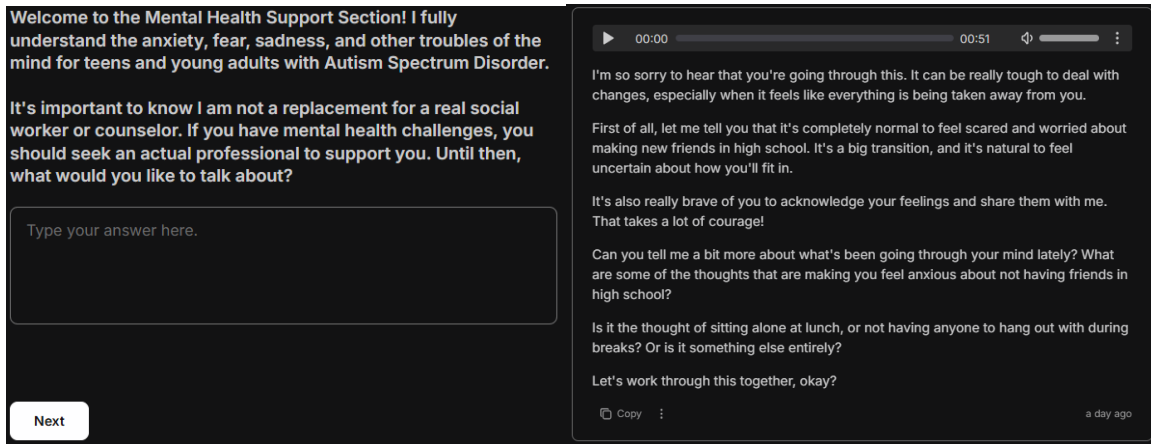 Welcome to the Mental Health Support Section! I fully
understand the anxiety, fear, sadness, and other troubles of the
mind for teens and young adults with Autism Spectrum Disorder.
It's important to know I am not a replacement for a real social
worker or counselor. If you have mental health challenges, you
should seek an actual professional to support you. Until then,
what would you like to talk about?
Type your answer here.
Next
00:00 00:51
I'm so sorry to hear that you're going through this. It can be really tough to deal with
changes, especially when it feels like everything is being taken away from you.
First of all, let me tell you that it's completely normal to feel scared and worried about
making new friends in high school. It's a big transition, and it's natural to feel
uncertain about how you'll fit in.
It's also really brave of you to acknowledge your feelings and share them with me.
That takes a lot of courage!
Can you tell me a bit more about what's been going through your mind lately? What
are some of the thoughts that are making you feel anxious about not having friends in
high school?
Is it the thought of sitting alone at lunch, or not having anyone to hang out with during
breaks? Or is it something else entirely?
Let's work through this together, okay?
Copy a day ago